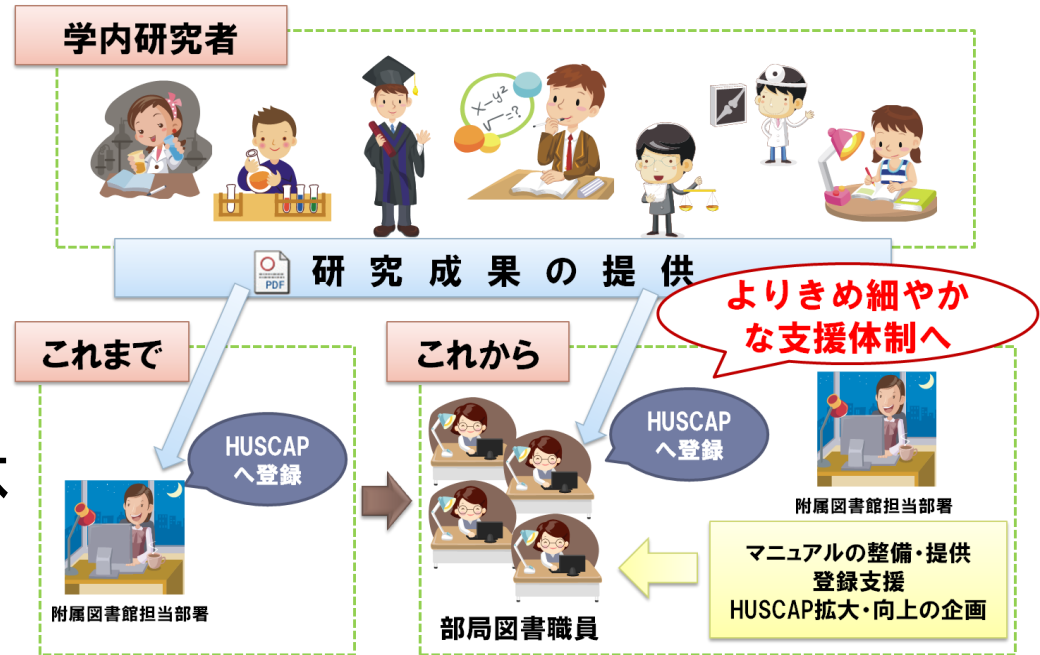 学内研究者
x-yz
√=?
PDF
研究成果の提供
よりきめ細やか
な支援体制へ
これまで
これから
HUSCAP
へ登録
HUSCAP
へ登録
附属図書館担当部署
附属図書館担当部署
マニュアルの整備・提供
登録支援
HUSCAP拡大・向上の企画
部局図書職員